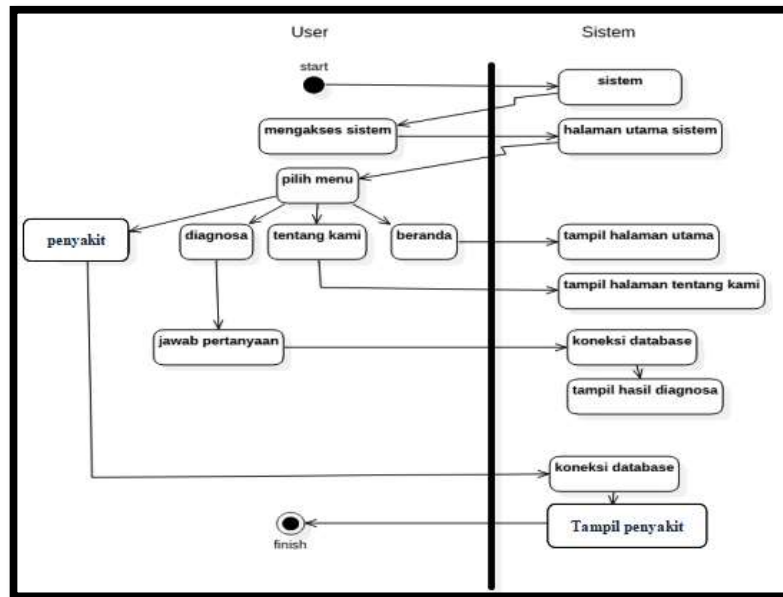 User
Sistem
start
sistem
mengakses sistem
halaman utama sistem
pilih menu
penyakit
diagnosa
tentang kami
beranda
tampil halaman utama
tampil halaman tentang kami
jawab pertanyaan
koneksi database
tampil hasil diagnosa
koneksi database
Tampil penyakit
finish